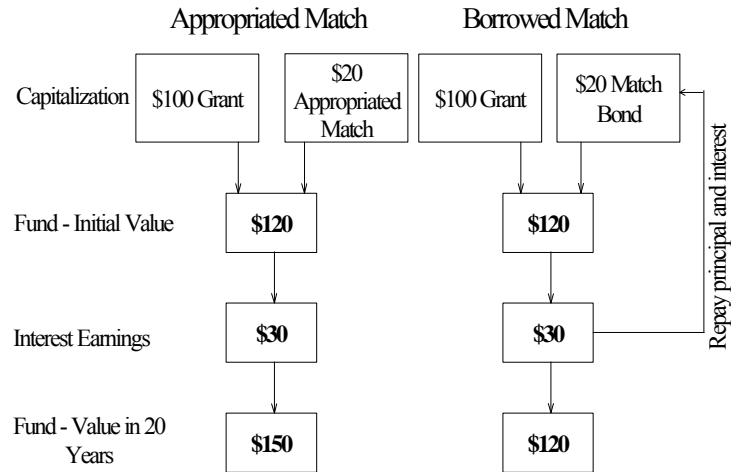 Appropriated Match
Borrowed Match
Capitalization
$100 Grant
$20
Appropriated
Match
$100 Grant
$20 Match
Bond
Repay principal and interest
Fund - Initial Value
$120
$120
Interest Earnings
$30
$30
Fund - Value in 20
Years
$150
$120